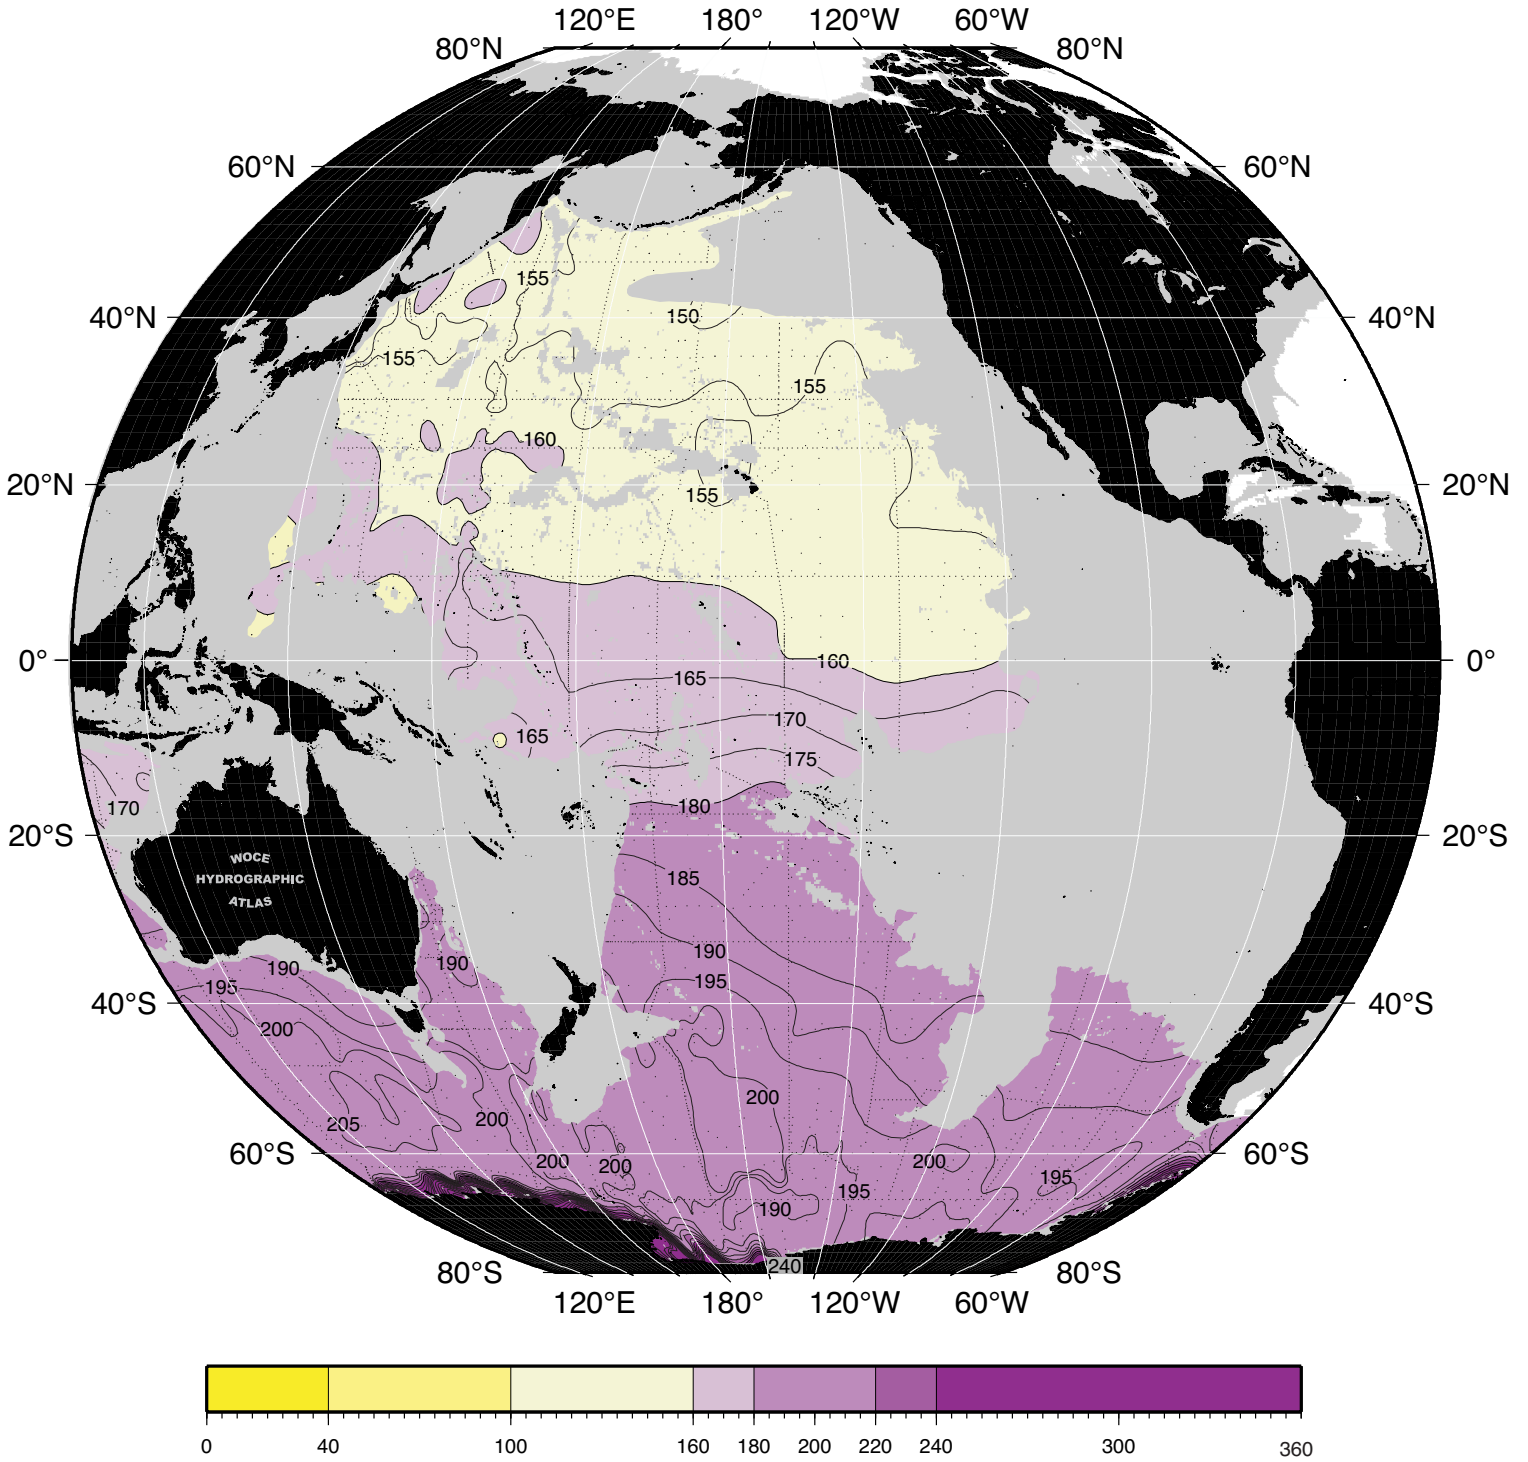 120°E 180° 120°W 60°W
80°N 80°N
60°N 60°N
155
150
40°N 40°N
155
155
160
20°N 20°N
155
0° 160 0°
165
170
165
175
170 180
20°S 20°S
WOCE
HYDROGRAPHIC
ATLAS
185
190
190 190
195 195
40°S 40°S
200
200
205 200
60°S 60°S
200 200 200
195 195
190
240
80°S 80°S
120°E 180° 120°W 60°W
0 40 100 160 180 200 220 240 300 360